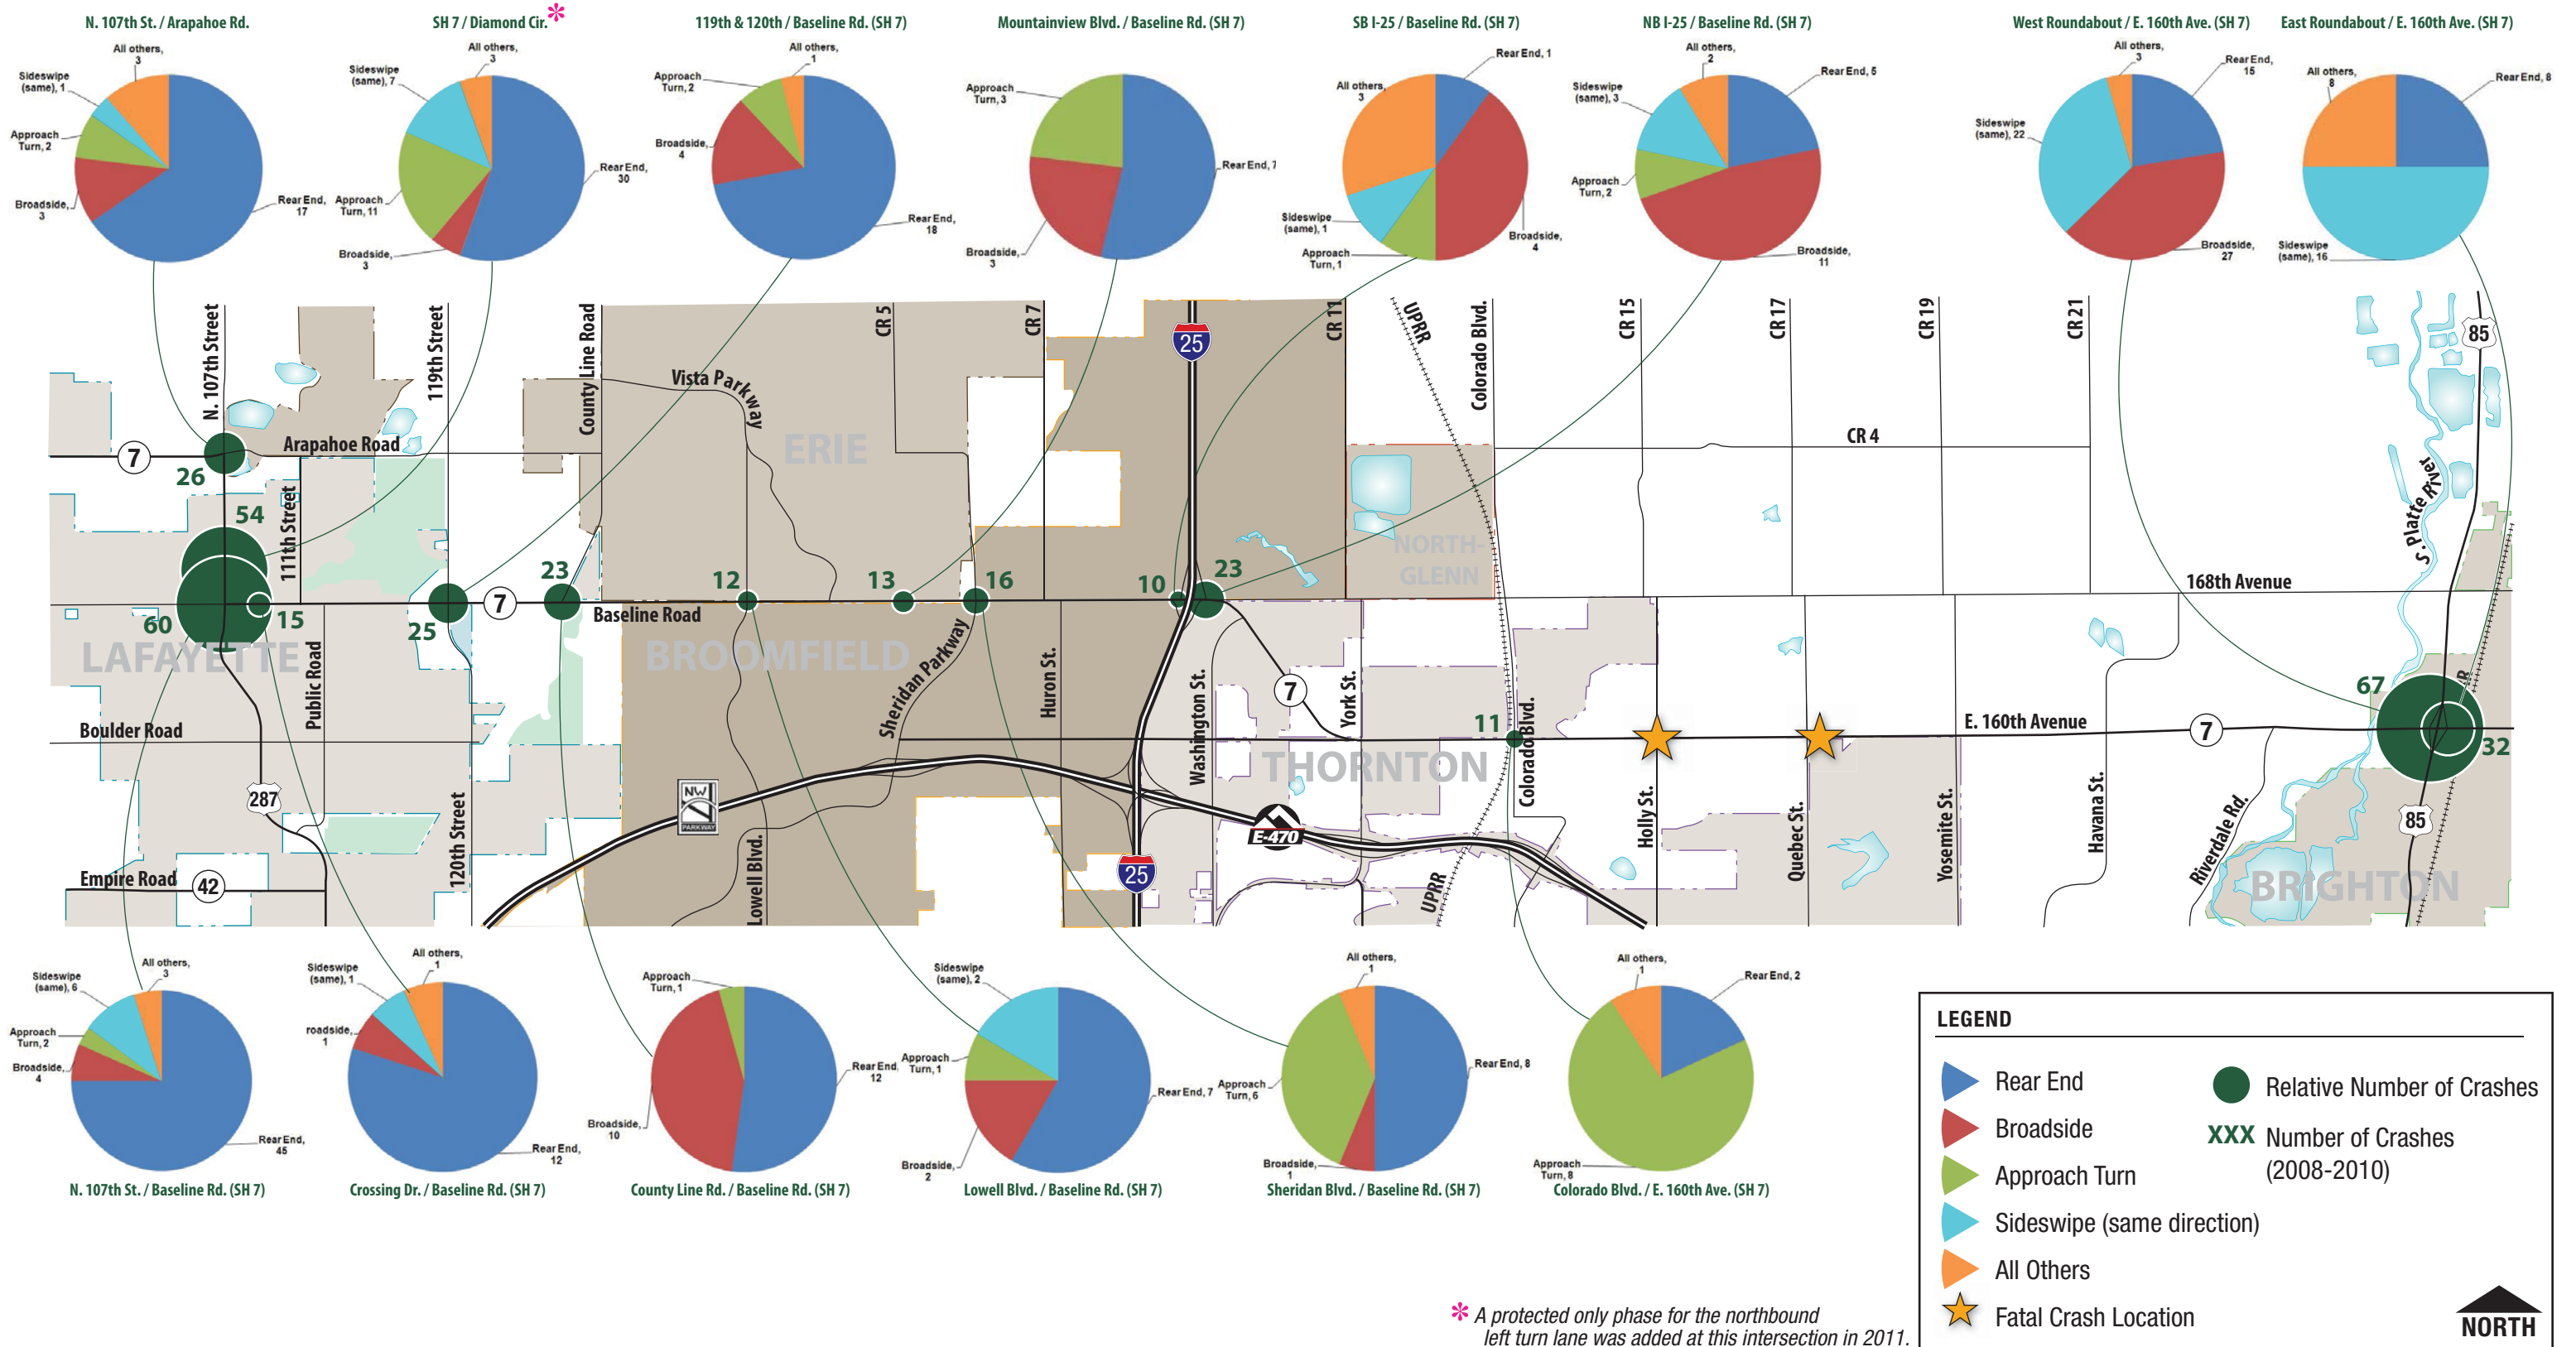 N. 107th St. / Arapahoe Rd.
SH 7 / Diamond Cir.*
119th & 120th / Baseline Rd. (SH 7)
Mountainview Blvd. / Baseline Rd. (SH 7)
SB I-25 / Baseline Rd. (SH 7)
NB I-25 / Baseline Rd. (SH 7)
West Roundabout / E. 160th Ave. (SH 7)
East Roundabout / E. 160th Ave. (SH 7)
All others,
3
Sideswipe
(same), 1
Approach
Turn, 2
Broadside,
3
Rear End,
17
All others,
3
Sideswipe
(same), 7
Approach
Turn, 11
Broadside,
3
Rear End,
30
All others,
1
Approach
Turn, 2
Broadside,
4
Rear End,
18
Approach
Turn, 3
Broadside,
3
Rear End, 7
Rear End, 1
All others,
3
Sideswipe
(same), 1
Approach
Turn, 1
Broadside,
4
All others,
2
Rear End, 5
Sideswipe
(same), 3
Approach
Turn, 2
Broadside,
11
All others,
3
Rear End,
15
Sideswipe
(same), 22
Broadside,
27
All others,
8
Rear End, 8
Sideswipe
(same), 16
N. 107th Street
119th Street
County Line Road
CR 5
CR 7
25
CR 11
UPRR
Colorado Blvd.
CR 15
CR 17
CR 19
CR 21
85
Vista Parkway
ERIE
7
Arapahoe Road
26
CR 4
S. Platte River
54
111th Street
NORTH-
GLENN
168th Avenue
60
15
25
7
23
Baseline Road
12
13
16
10
23
LAFAYETTE
BROOMFIELD
Public Road
Sheridan Parkway
Huron St.
Washington St.
7
York St.
Boulder Road
THORNTON
11
Colorado Blvd.
E. 160th Avenue
7
67
R
32
287
NW
PARKWAY
E-470
Holly St.
Quebec St.
Yosemite St.
Havana St.
Riverdale Rd.
85
BRIGHTON
Empire Road
42
120th Street
Lowell Blvd.
25
UPRR
All others,
3
Sideswipe
(same), 6
Approach
Turn, 2
Broadside,
4
Rear End,
45
N. 107th St. / Baseline Rd. (SH 7)
All others,
1
Sideswipe
(same), 1
roadside,
1
Rear End,
12
Crossing Dr. / Baseline Rd. (SH 7)
Approach
Turn, 1
Broadside,
10
Rear End,
12
County Line Rd. / Baseline Rd. (SH 7)
Sideswipe
(same), 2
Approach
Turn, 1
Broadside,
2
Rear End, 7
Lowell Blvd. / Baseline Rd. (SH 7)
All others,
1
Approach
Turn, 6
Broadside,
1
Rear End, 8
Sheridan Blvd. / Baseline Rd. (SH 7)
All others,
1
Rear End, 2
Approach
Turn, 8
Colorado Blvd. / E. 160th Ave. (SH 7)
LEGEND
Rear End
Broadside
Approach Turn
Sideswipe (same direction)
All Others
Fatal Crash Location
Relative Number of Crashes
XXX Number of Crashes
(2008-2010)
NORTH
* A protected only phase for the northbound
left turn lane was added at this intersection in 2011.